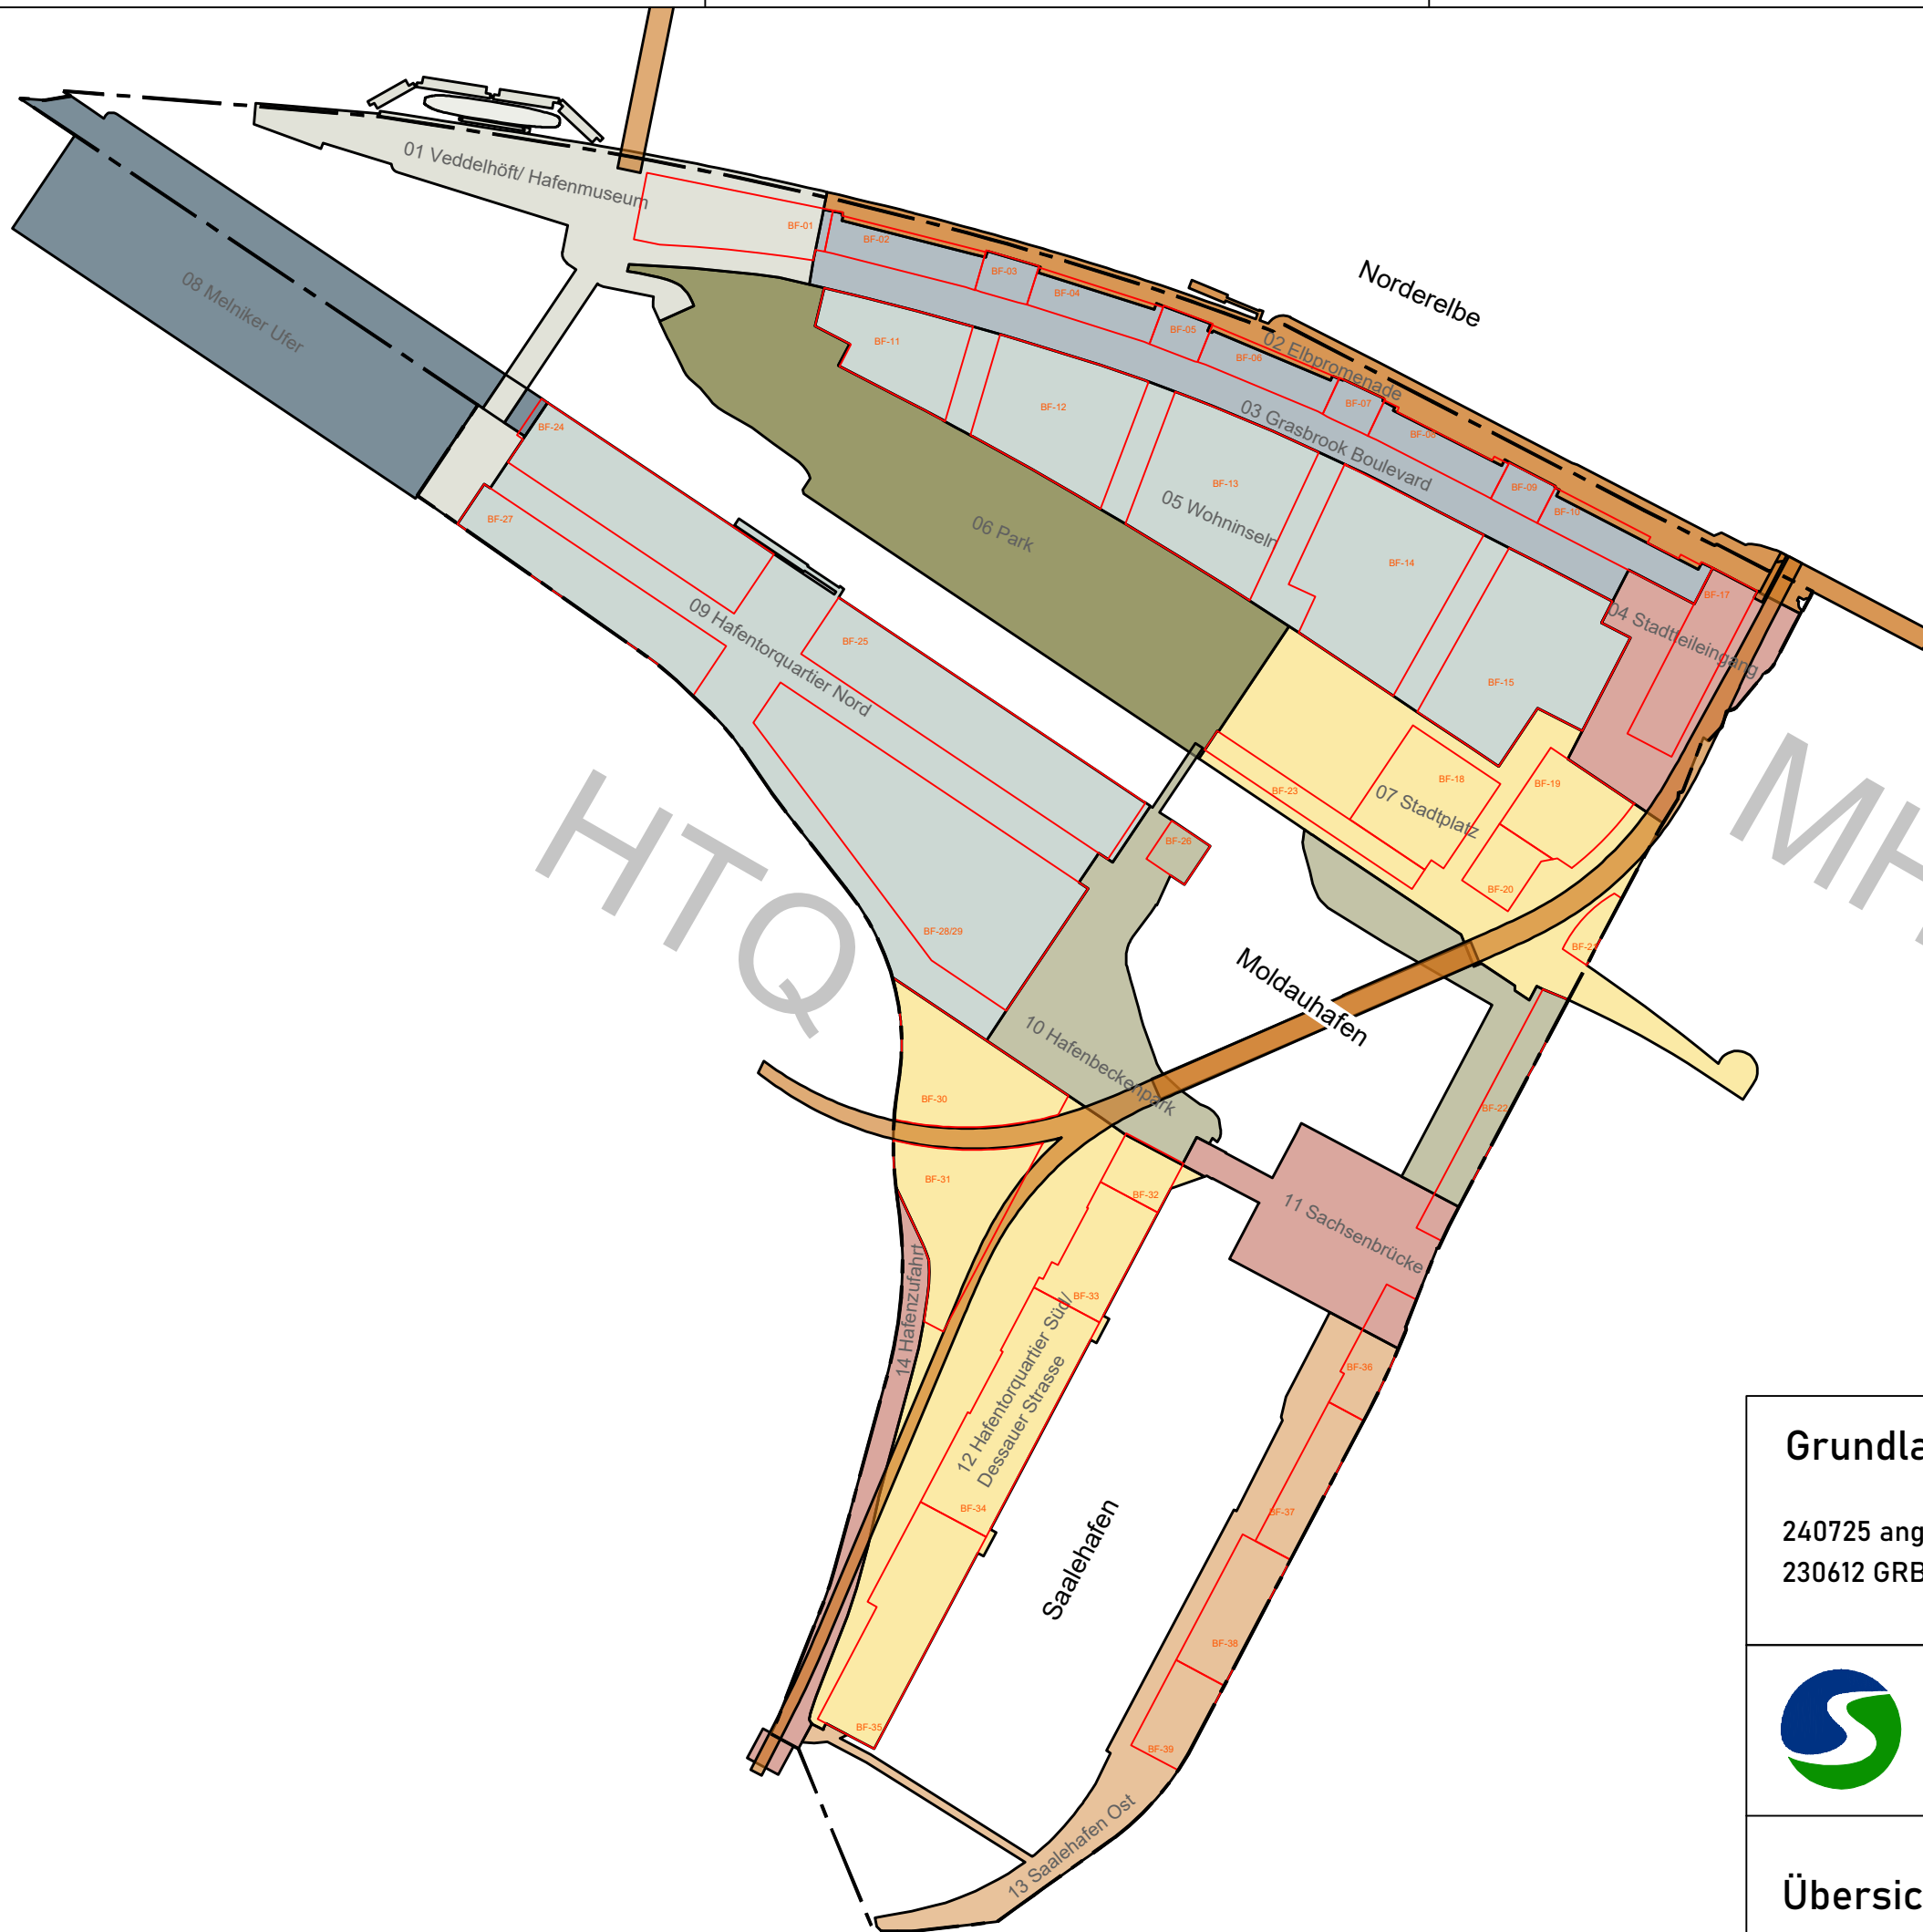 01 Veddelhöft/ Hafenmuseum
BF-01
BF-02
BF-03
BF-04
BF-05
BF-06
BF-07
BF-08
BF-09
BF-10
Norderelbe
02 Elbpromenade
03 Grasbrook Boulevard
08 Melniker Ufer
BF-11
BF-12
BF-13
05 Wohninseln
BF-14
BF-15
BF-17
04 Stadtteileingang
06 Park
BF-24
BF-27
09 Hafentorquartier Nord
BF-25
BF-28/29
BF-18
BF-19
07 Stadtplatz
BF-23
BF-20
BF-21
BF-26
HTQ
MH
Moldauhafen
10 Hafenbeckenpark
BF-22
BF-30
BF-31
BF-32
BF-33
11 Sachsenbrücke
14 Hafenzufahrt
12 Hafentorquartier Süd/
Dessauer Strasse
BF-34
BF-35
Saalehafen
BF-36
BF-37
BF-38
BF-39
13 Saalehafen Ost
Grundla
240725 ang
230612 GRB
Übersic